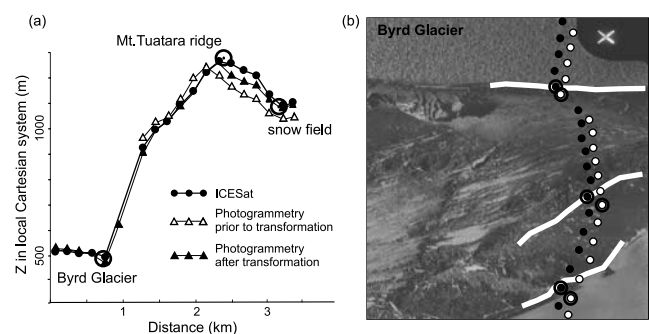 (a)
Mt.Tuatara ridge
Z in local Cartesian system (m)
1000
500
snow field
ICESat
Photogrammetry
prior to transformation
Photogrammetry
after transformation
Byrd Glacier
1
2
3
Distance (km)
(b)
Byrd Glacier